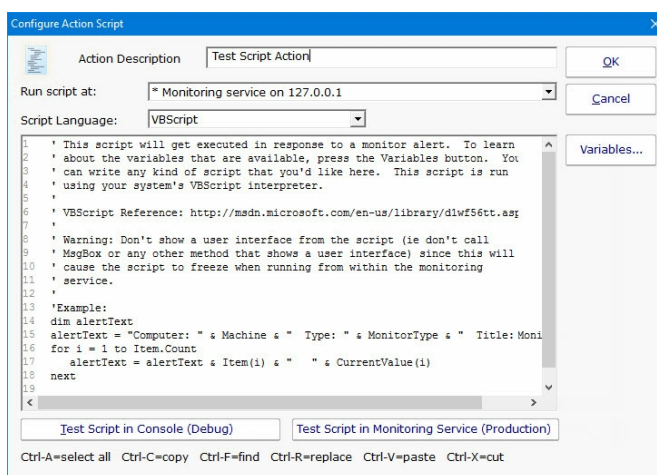 Configure Action Script
Action Description Test Script Action
OK
Run script at: * Monitoring service on 127.0.0.1
Cancel
Script Language: VBScript
Variables...
1 ' This script will get executed in response to a monitor alert. To learn
2 ' about the variables that are available, press the Variables button. You
3 ' can write any kind of script that you'd like here. This script is run
4 ' using your system's VBScript interpreter.
5 '
6 ' VBScript Reference: http://msdn.microsoft.com/en-us/library/d1wf56tt.asp
7 '
8 ' Warning: Don't show a user interface from the script (ie don't call
9 ' MsgBox or any other method that shows a user interface) since this will
10 ' cause the script to freeze when running from within the monitoring
11 ' service.
12 '
13 'Example:
14 dim alertText
15 alertText = "Computer: " & Machine & " Type: " & MonitorType & " Title: Moni
16 for i = 1 to Item.Count
17 alertText = alertText & Item(i) & " " & CurrentValue(i)
18 next
19
Test Script in Console (Debug) Test Script in Monitoring Service (Production)
Ctrl-A=select all Ctrl-C=copy Ctrl-F=find Ctrl-R=replace Ctrl-V=paste Ctrl-X=cut